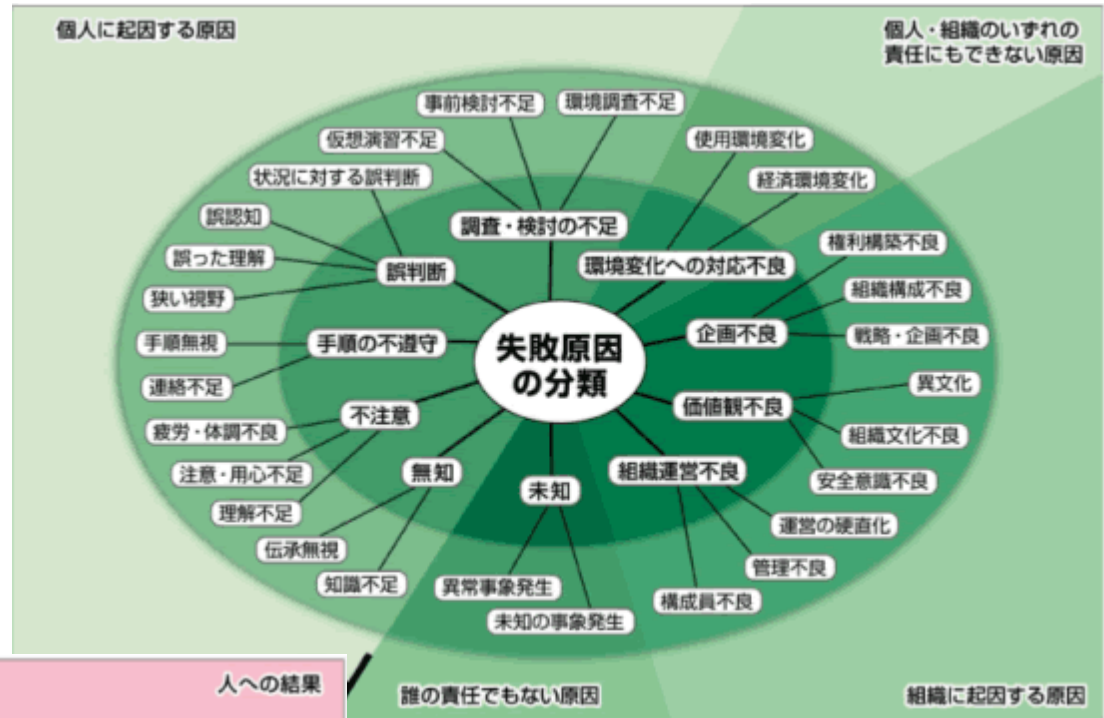 個人に起因する原因
個人・組織のいずれの
責任にもできない原因
事前検討不足
環境調査不足
仮想演習不足
使用環境変化
状況に対する誤判断
経済環境変化
誤認知
調査・検討の不足
権利構築不良
誤った理解
誤判断
環境変化への対応不良
組織構成不良
狭い視野
企画不良
戦略・企画不良
手順無視
手順の不遵守
失敗原因
の分類
連絡不足
異文化
価値観不良
不注意
疲労・体調不良
組織文化不良
注意・用心不足
無知
未知
組織運営不良
安全意識不良
理解不足
運営の硬直化
伝承無視
管理不良
知識不足
異常事象発生
構成員不良
未知の事象発生
人への結果
誰の責任でもない原因
組織に起因する原因